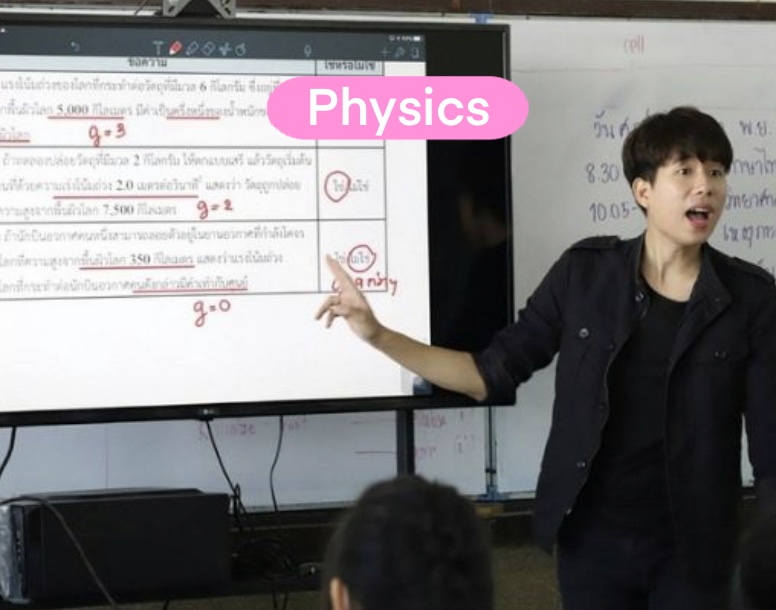 Physics
ข้อความ
ใช่หรือไม่ใช่
แรงโน้มถ่วงของโลกที่กระทำต่อวัตถุที่มีมวล 6 กิโลกรัม ซึ่งอยู่ที่
พื้นผิวโลก 5,000 กิโลเมตร มีค่าเป็นครึ่งหนึ่งของน้ำหนักข
ผิวโลก
g = 3
ถ้าทดลองปล่อยวัตถุที่มีมวล 2 กิโลกรัม ให้ตกแบบเสรี แล้ววัตถุเริ่มต้น
นที่ด้วยความเร่งโน้มถ่วง 2.0 เมตรต่อวินาที² แสดงว่า วัตถุถูกปล่อย
ความสูงจากพื้นผิวโลก 7,500 กิโลเมตร
g = 2
ใช่/ไม่ใช่
ถ้านักบินอวกาศคนหนึ่งสามารถลอยตัวอยู่ในยานอวกาศที่กำลังโคจร
โลกที่ความสูงจากพื้นผิวโลก 350 กิโลเมตร แสดงว่าแรงโน้มถ่วง
โลกที่กระทำต่อนักบินอวกาศคนดังกล่าวมีค่าเท่ากับศูนย์
ใช่/ไม่ใช่
g = 0
วันศ
พ.ย.
8.30
10.05-